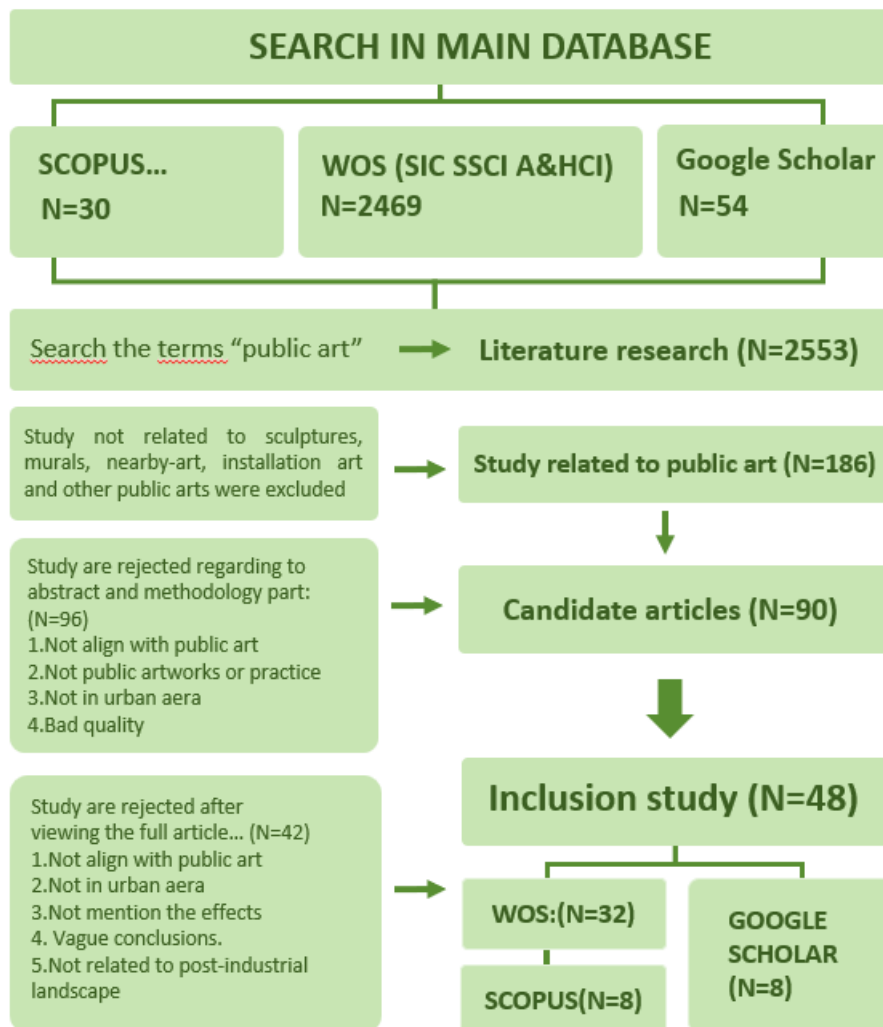 SEARCH IN MAIN DATABASE
SCOPUS...
N=30
WOS (SIC SSCI A&HCI)
N=2469
Google Scholar
N=54
Search the terms “public art”
Literature research (N=2553)
Study not related to sculptures,
murals, nearby-art, installation art
and other public arts were excluded
Study related to public art (N=186)
Study are rejected regarding to
abstract and methodology part:
(N=96)
1.Not align with public art
2.Not public artworks or practice
3.Not in urban aera
4.Bad quality
Candidate articles (N=90)
Inclusion study (N=48)
Study are rejected after
viewing the full article... (N=42)
1.Not align with public art
2.Not in urban aera
3.Not mention the effects
4. Vague conclusions.
5.Not related to post-industrial
landscape
WOS:(N=32)
SCOPUS(N=8)
GOOGLE
SCHOLAR
(N=8)